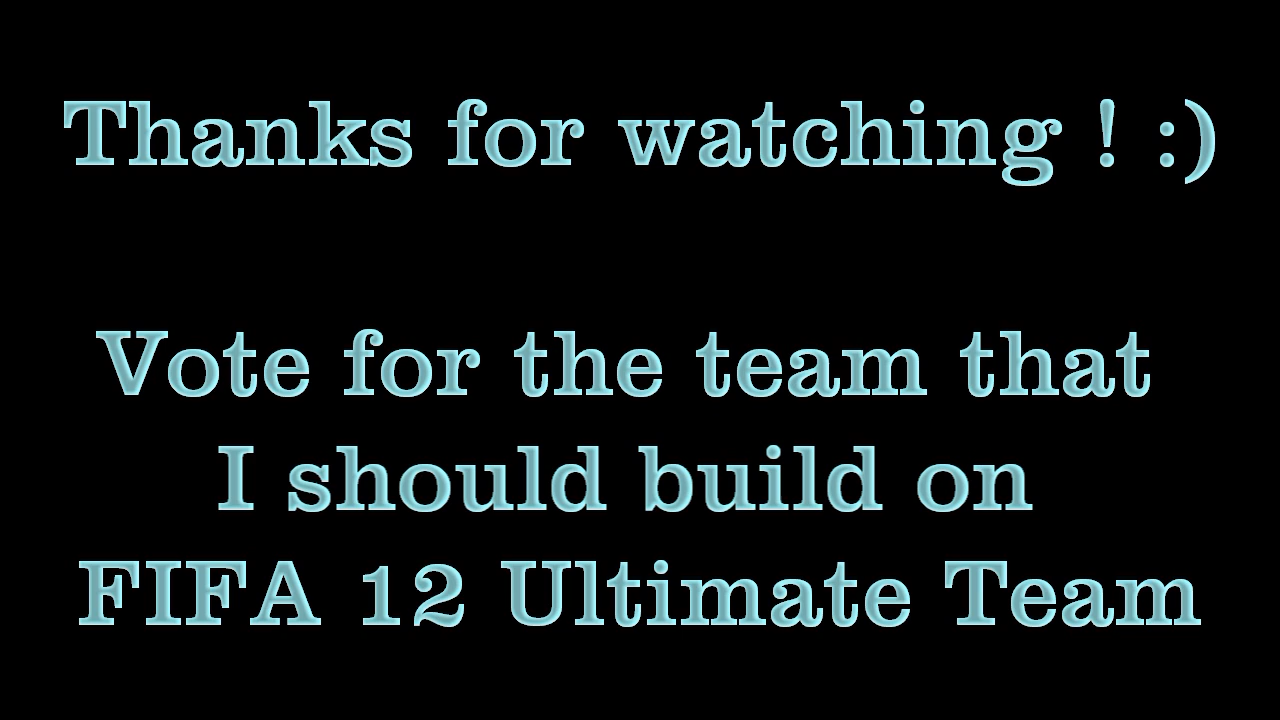 Thanks for watching ! :)
Vote for the team that
I should build on
FIFA 12 Ultimate Team